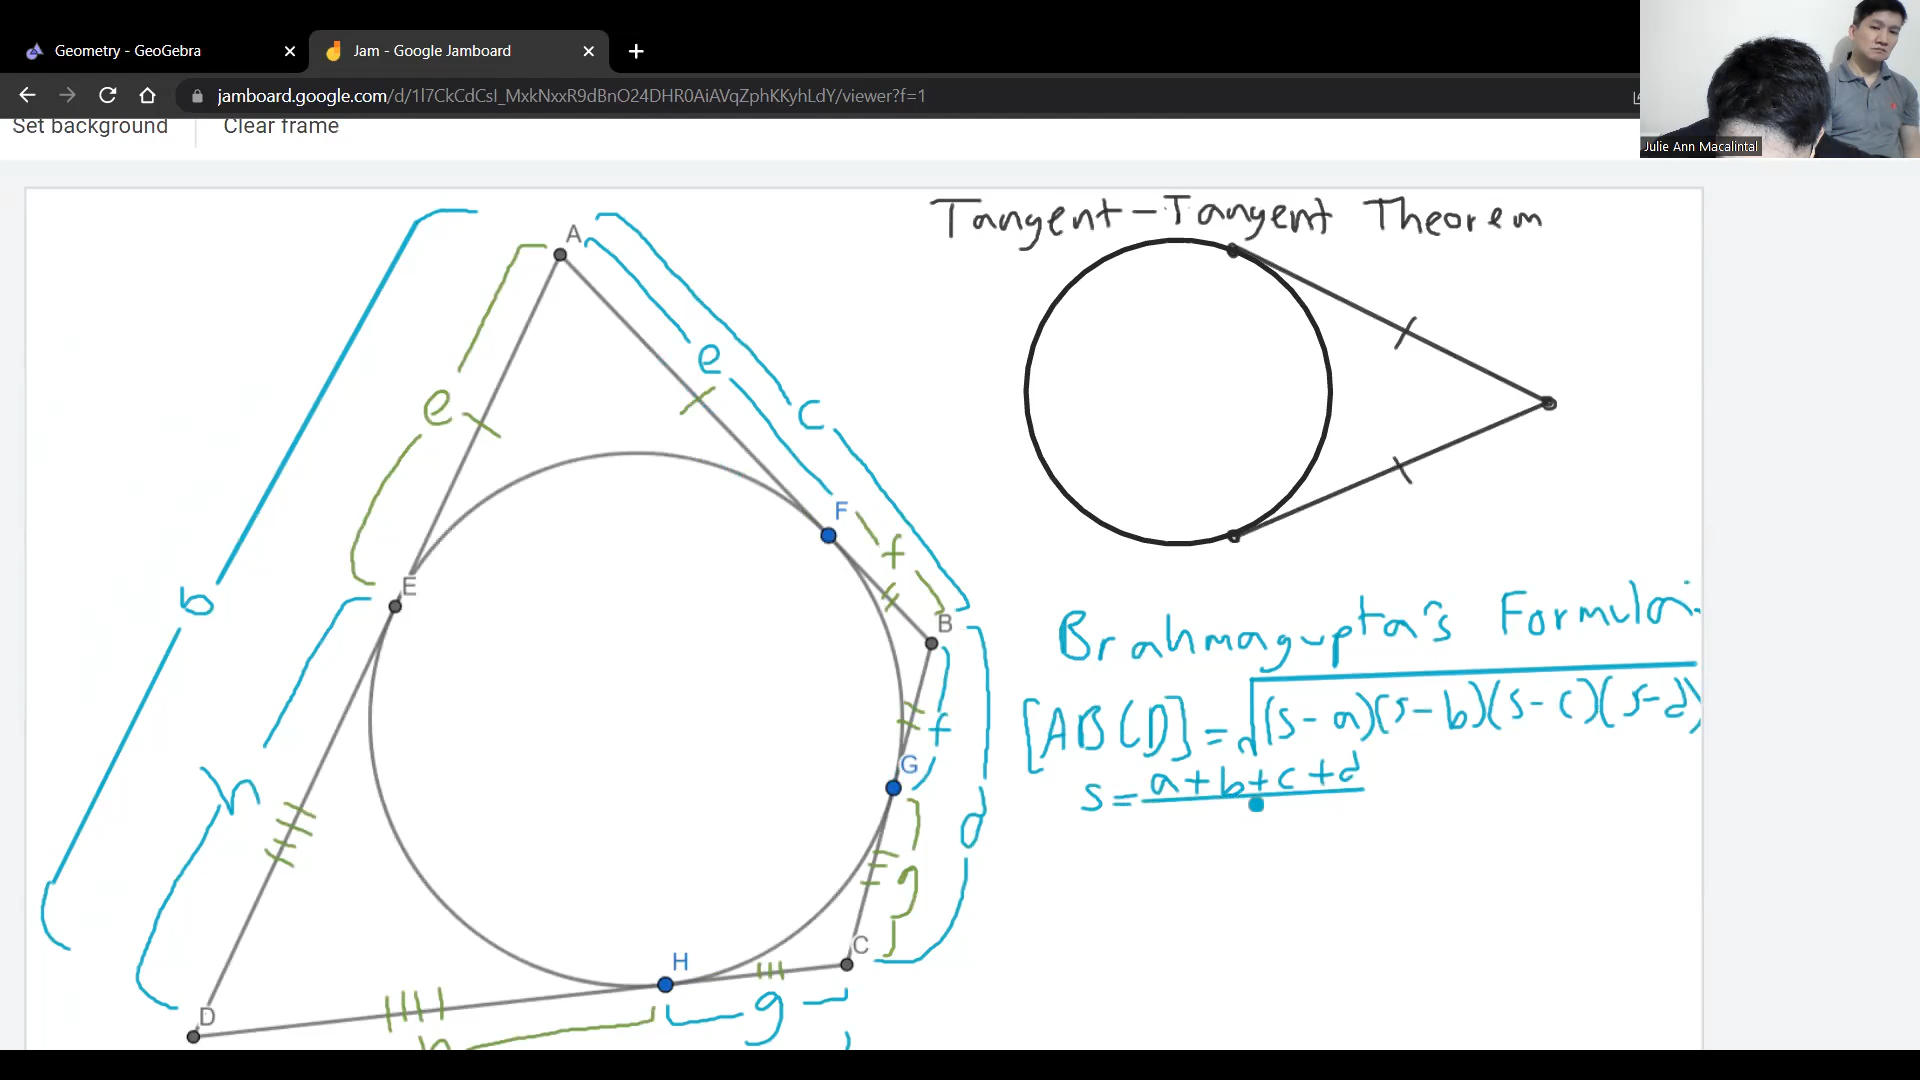 Geometry - GeoGebra
Jam - Google Jamboard
jamboard.google.com/d/1l7CkCdCsI_MxkNxxR9dBnO24DHR0AiAVqZphKKyhLdY/viewer?f=1
Julie Ann Macalintal
Set background
Clear frame
Tangent-Tangent Theorem
A
e
e
c
b
F
f
E
B
h
f
G
d
g
C
H
g
D
h
Brahmagupta's Formula:
[ABCD]=√(s-a)(s-b)(s-c)(s-d)
s=a+b+c+d